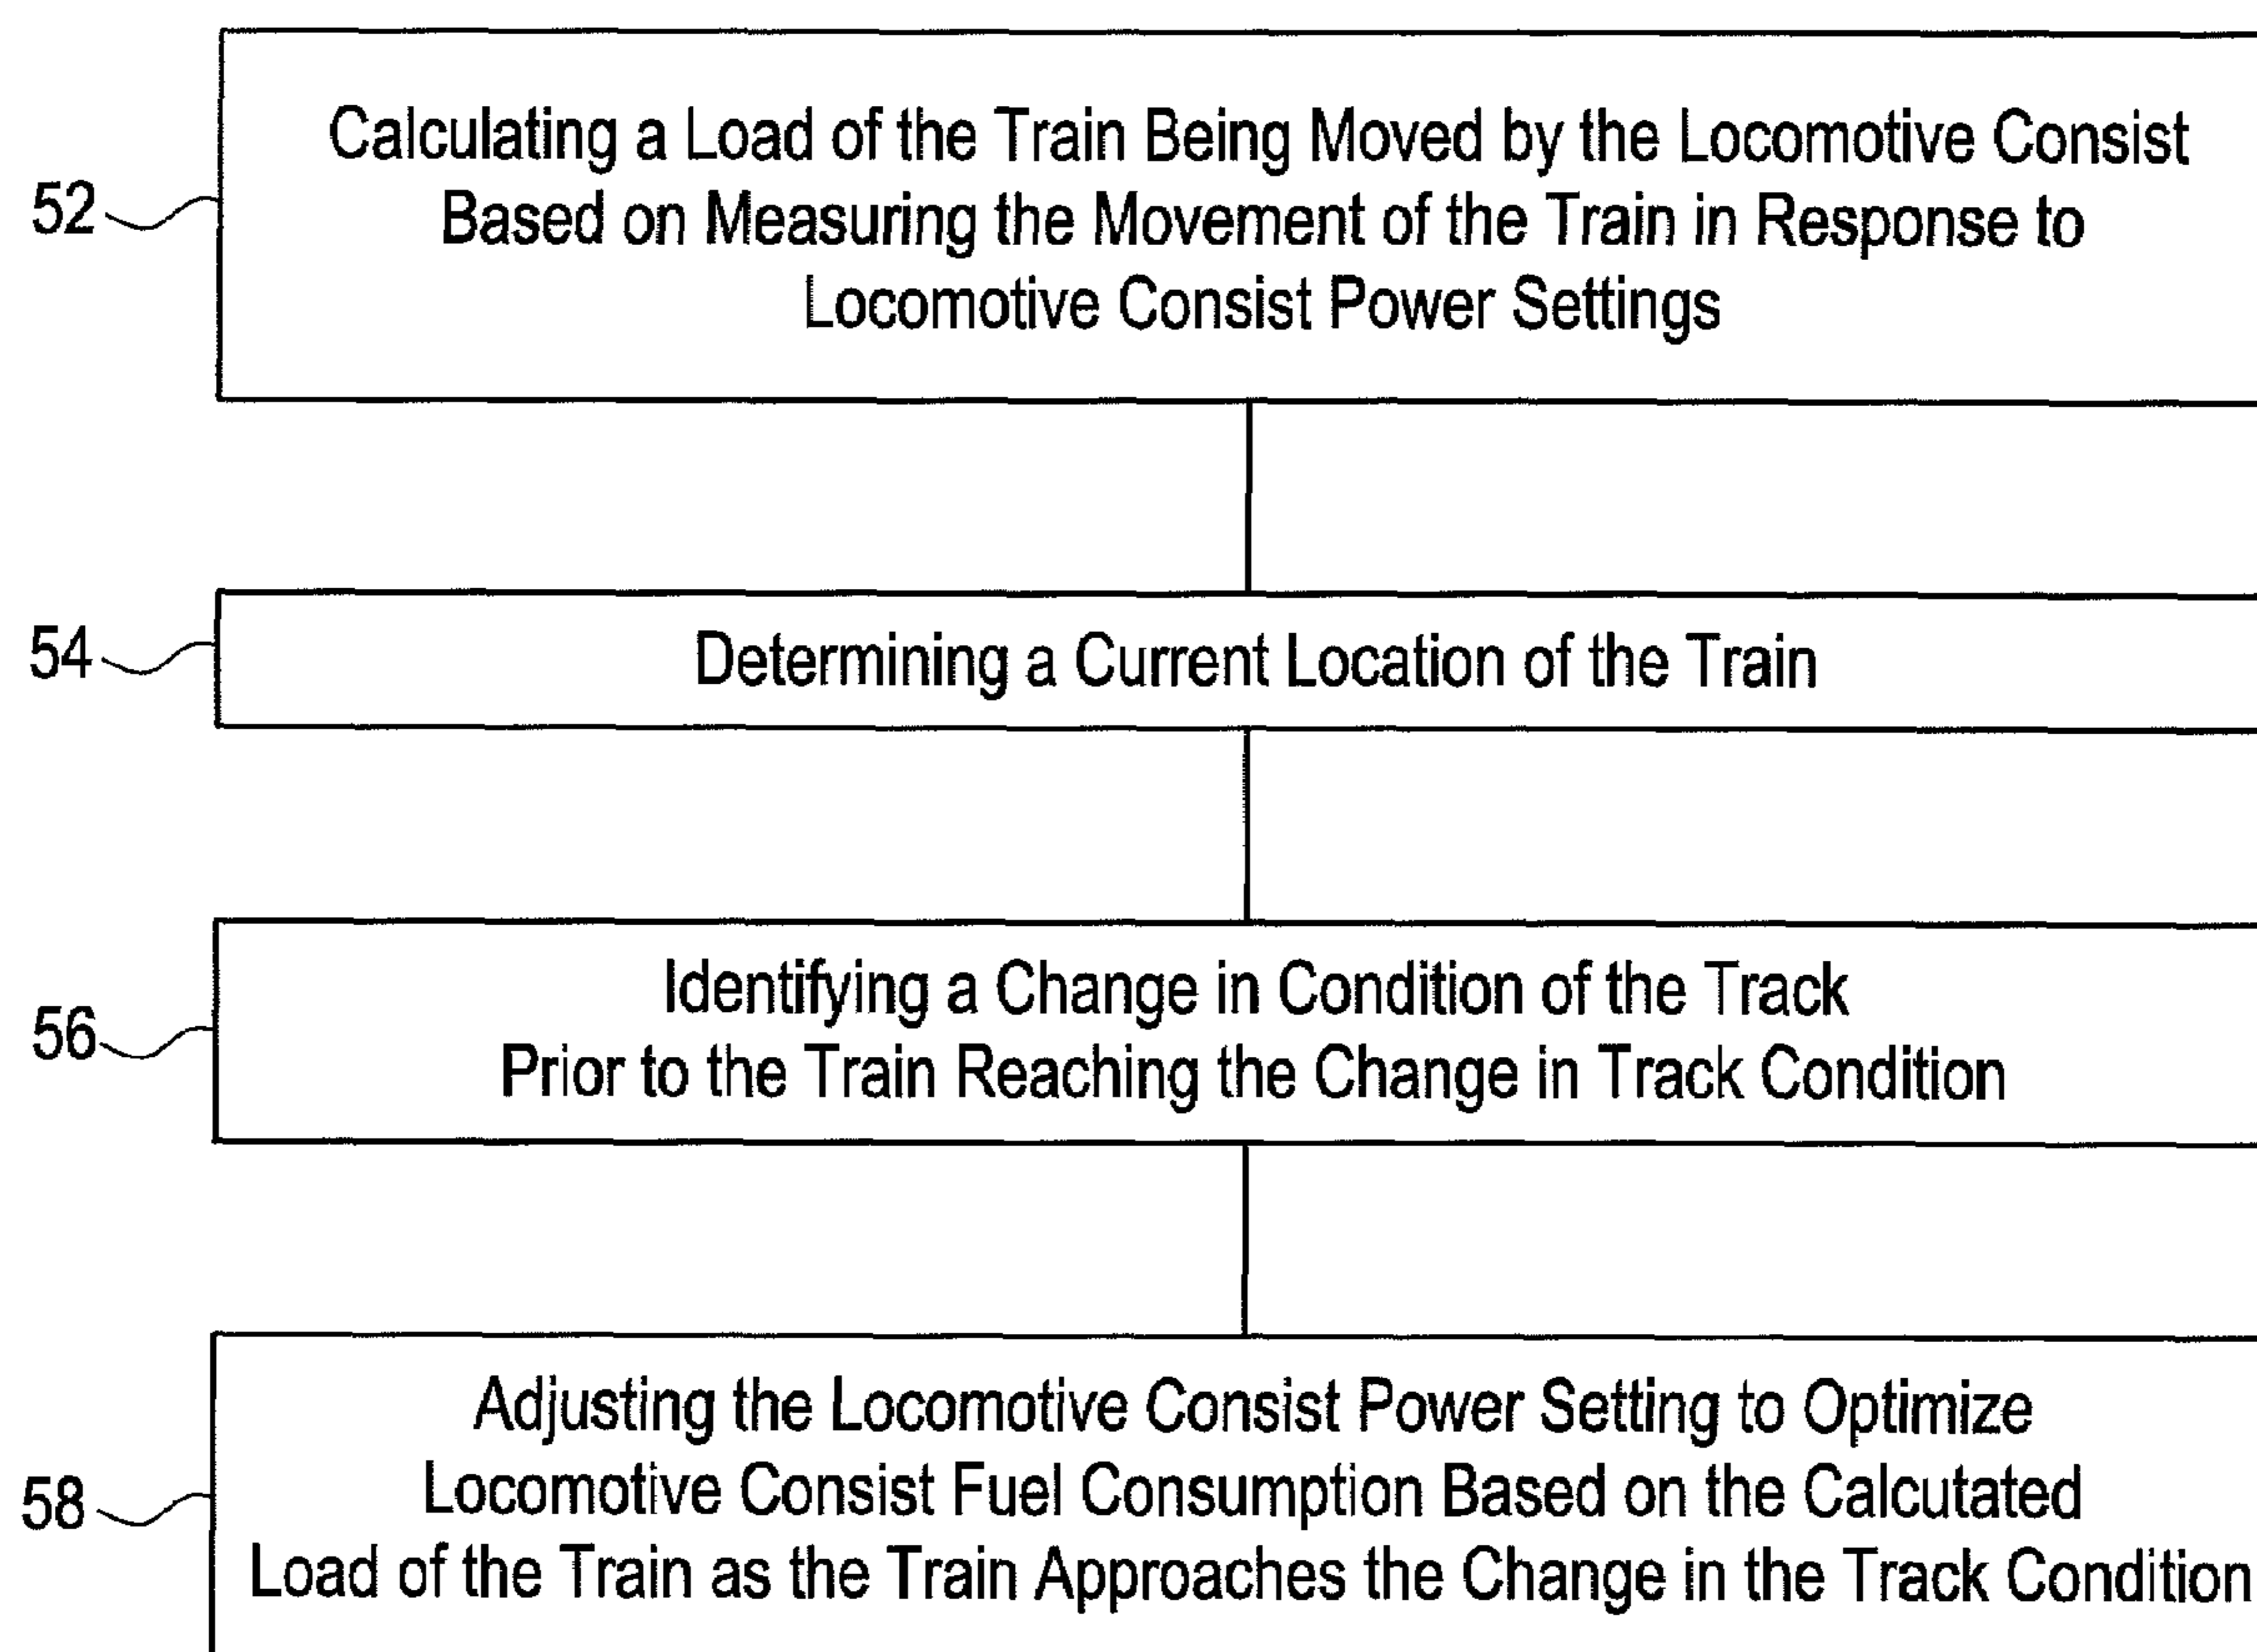 Calculating a Load of the Train Being Moved by the Locomotive Consist
52
Based on Measuring the Movement of the Train in Response to
Locomotive Consist Power Settings
54
Determining a Current Location of the Train
Identifying a Change in Condition of the Track
56
Prior to the Train Reaching the Change in Track Condition
Adjusting the Locomotive Consist Power Setting to Optimize
58
Locomotive Consist Fuel Consumption Based on the Calcutated
Load of the Train as the Train Approaches the Change in the Track Condition